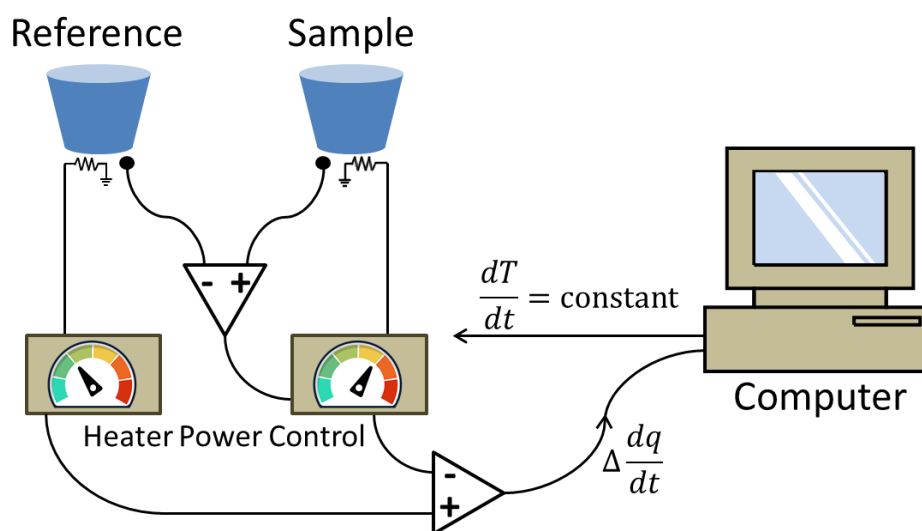 Reference
Sample
- +
dT/dt = constant
Computer
Heater Power Control
-
+
Δ dq/dt